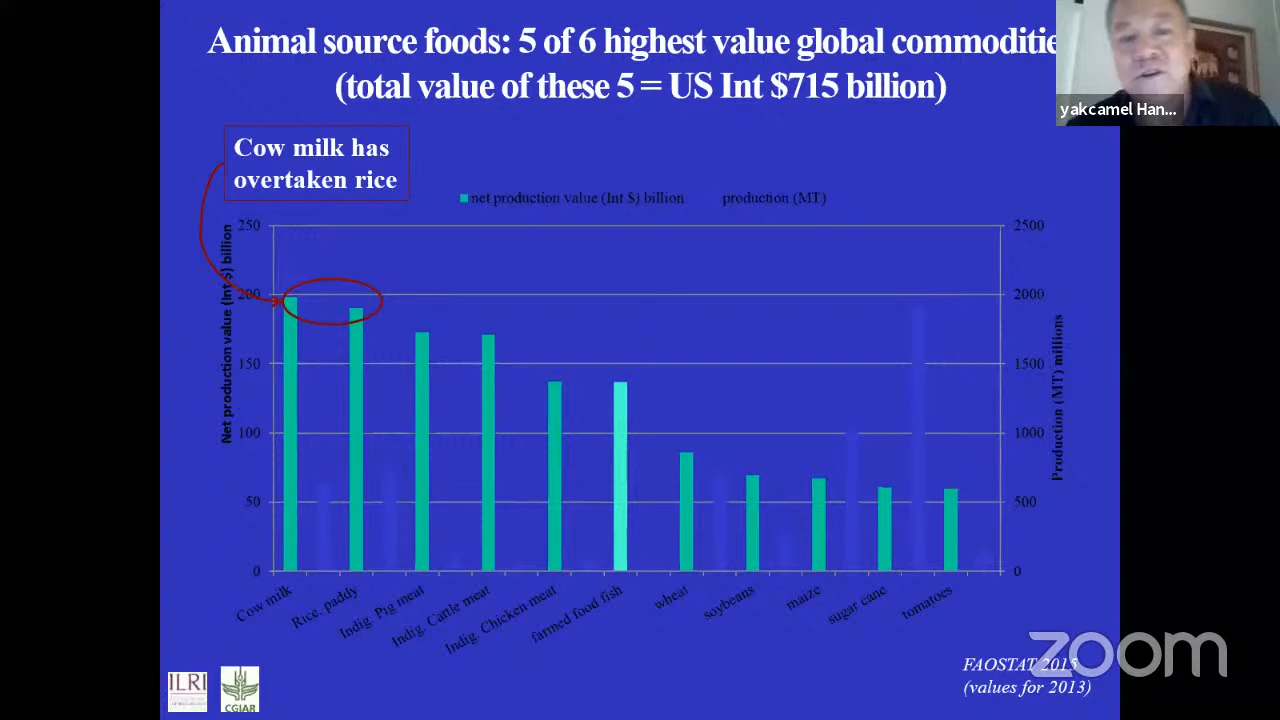 Animal source foods: 5 of 6 highest value global commoditie
(total value of these 5 = US Int $715 billion)
yakcamel Han...
Cow milk has
overtaken rice
net production value (Int $) billion production (MT)
Net production value (Int $) billion
250
200
150
100
50
0
2500
2000
1500
1000
500
0
Production (MT) millions
Cow milk
Rice, paddy
Indig. Pig meat
Indig. Cattle meat
Indig. Chicken meat
farmed food fish
wheat
soybeans
maize
sugar cane
tomatoes
zoom
FAOSTAT 2015
(values for 2013)
ILRI
CGIAR